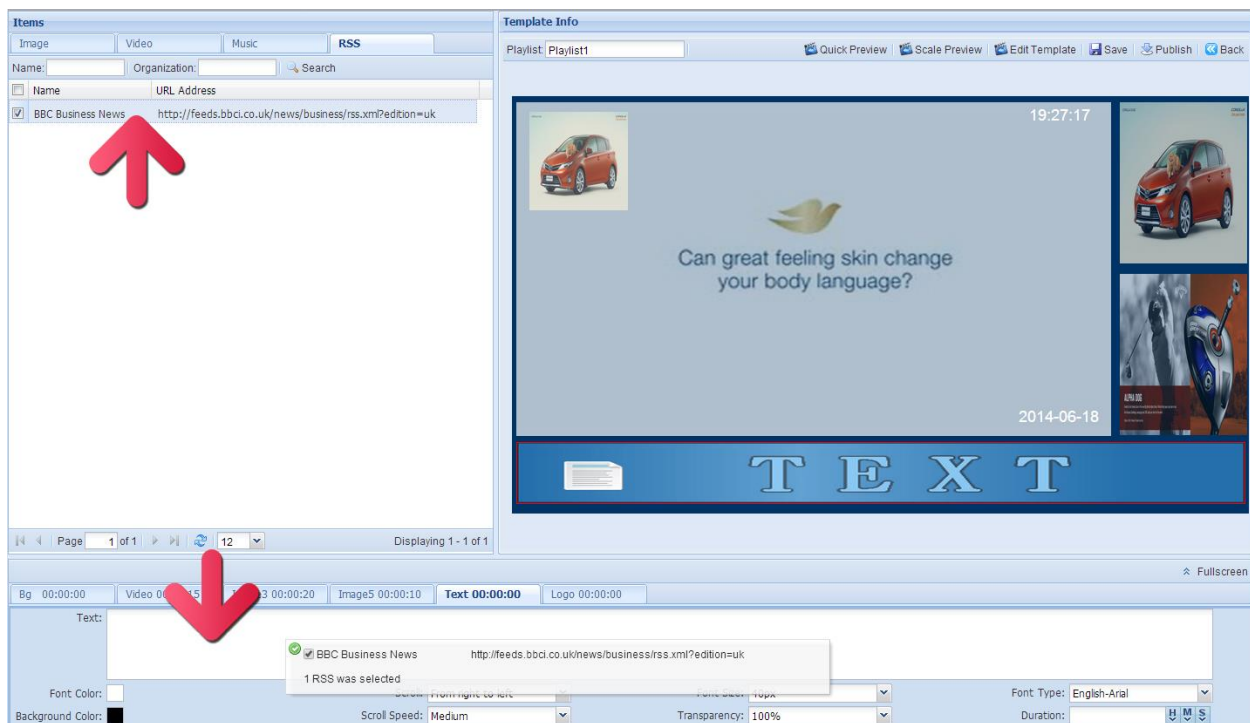 Items
Image Video Music RSS
Name: Organization: Search
Name URL Address
BBC Business News http://feeds.bbci.co.uk/news/business/rss.xml?edition=uk
Page 1 of 1 12 Displaying 1 - 1 of 1
Template Info
Playlist: Playlist1 Quick Preview Scale Preview Edit Template Save Publish Back
19:27:17
Can great feeling skin change
your body language?
2014-06-18
ALPHA DOG
TEXT
Fullscreen
Bg 00:00:00 Video 3 00:00:20 Image5 00:00:10 Text 00:00:00 Logo 00:00:00
Text:
BBC Business News http://feeds.bbci.co.uk/news/business/rss.xml?edition=uk
1 RSS was selected
Font Color: From right to left Font Type: English-Arial
Background Color: Scroll Speed: Medium Transparency: 100% Duration: H M S